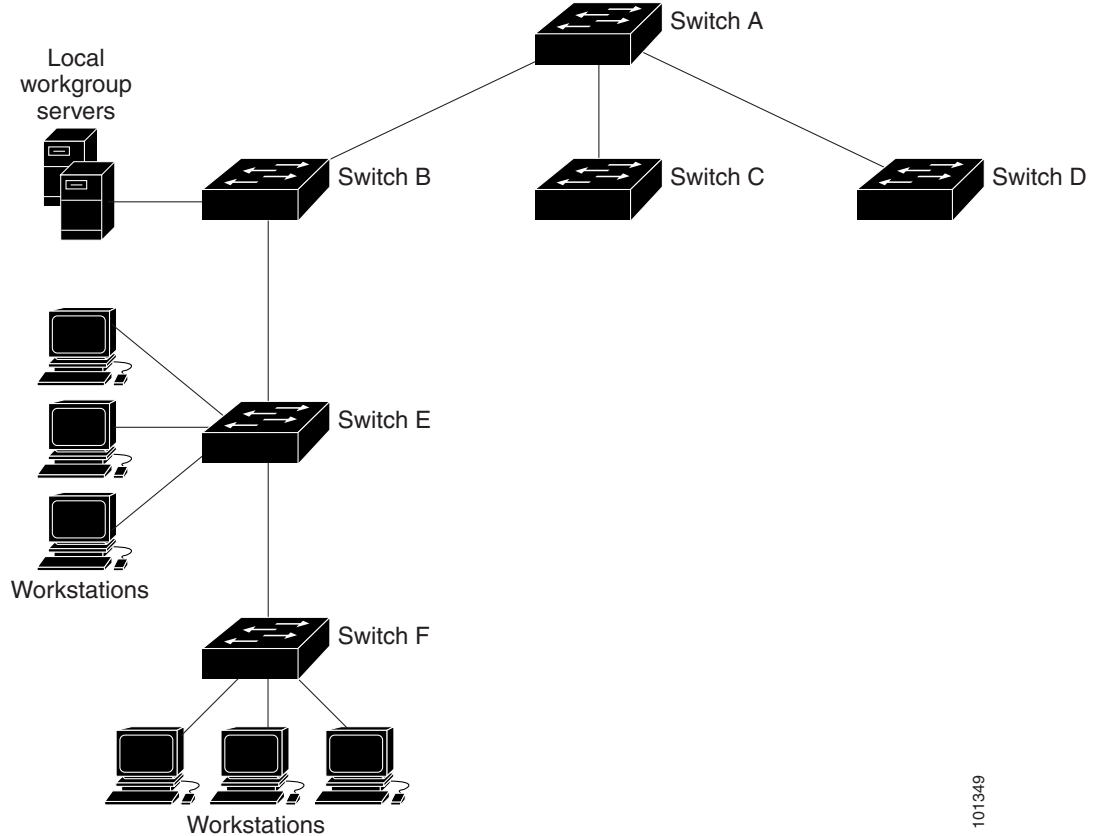 Switch A
Local
workgroup
servers
Switch B
Switch C
Switch D
Switch E
Workstations
Switch F
Workstations
101349